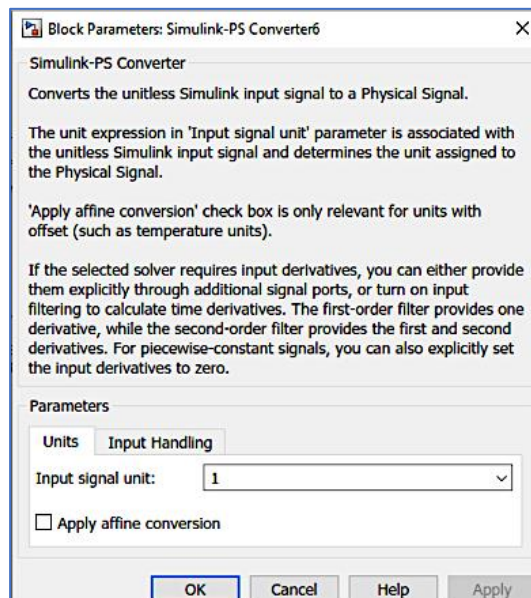 Block Parameters: Simulink-PS Converter6
Simulink-PS Converter
Converts the unitless Simulink input signal to a Physical Signal.
The unit expression in 'Input signal unit' parameter is associated with
the unitless Simulink input signal and determines the unit assigned to
the Physical Signal.
'Apply affine conversion' check box is only relevant for units with
offset (such as temperature units).
If the selected solver requires input derivatives, you can either provide
them explicitly through additional signal ports, or turn on input
filtering to calculate time derivatives. The first-order filter provides one
derivative, while the second-order filter provides the first and second
derivatives. For piecewise-constant signals, you can also explicitly set
the input derivatives to zero.
Parameters
Units Input Handling
Input signal unit: 1
Apply affine conversion
OK Cancel Help Apply